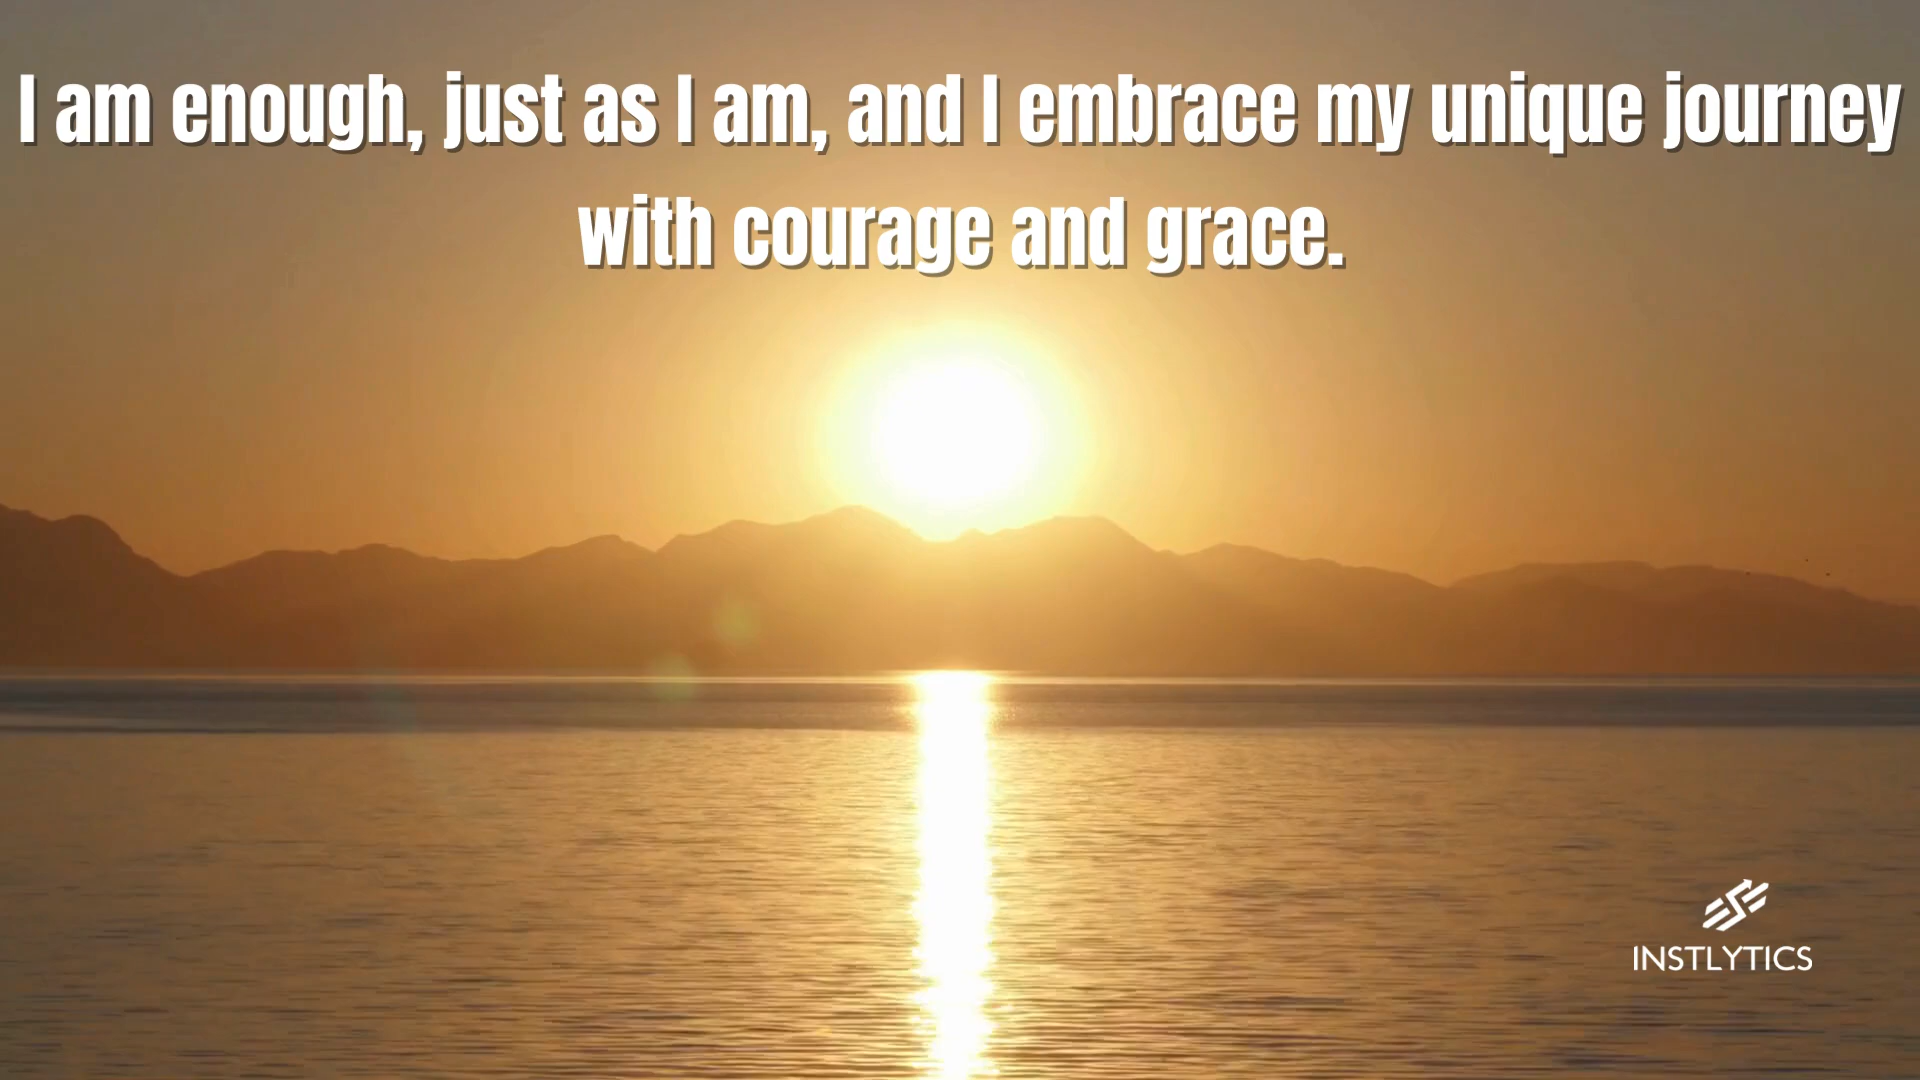 I am enough, just as I am, and I embrace my unique journey
with courage and grace.
INSTLYTICS